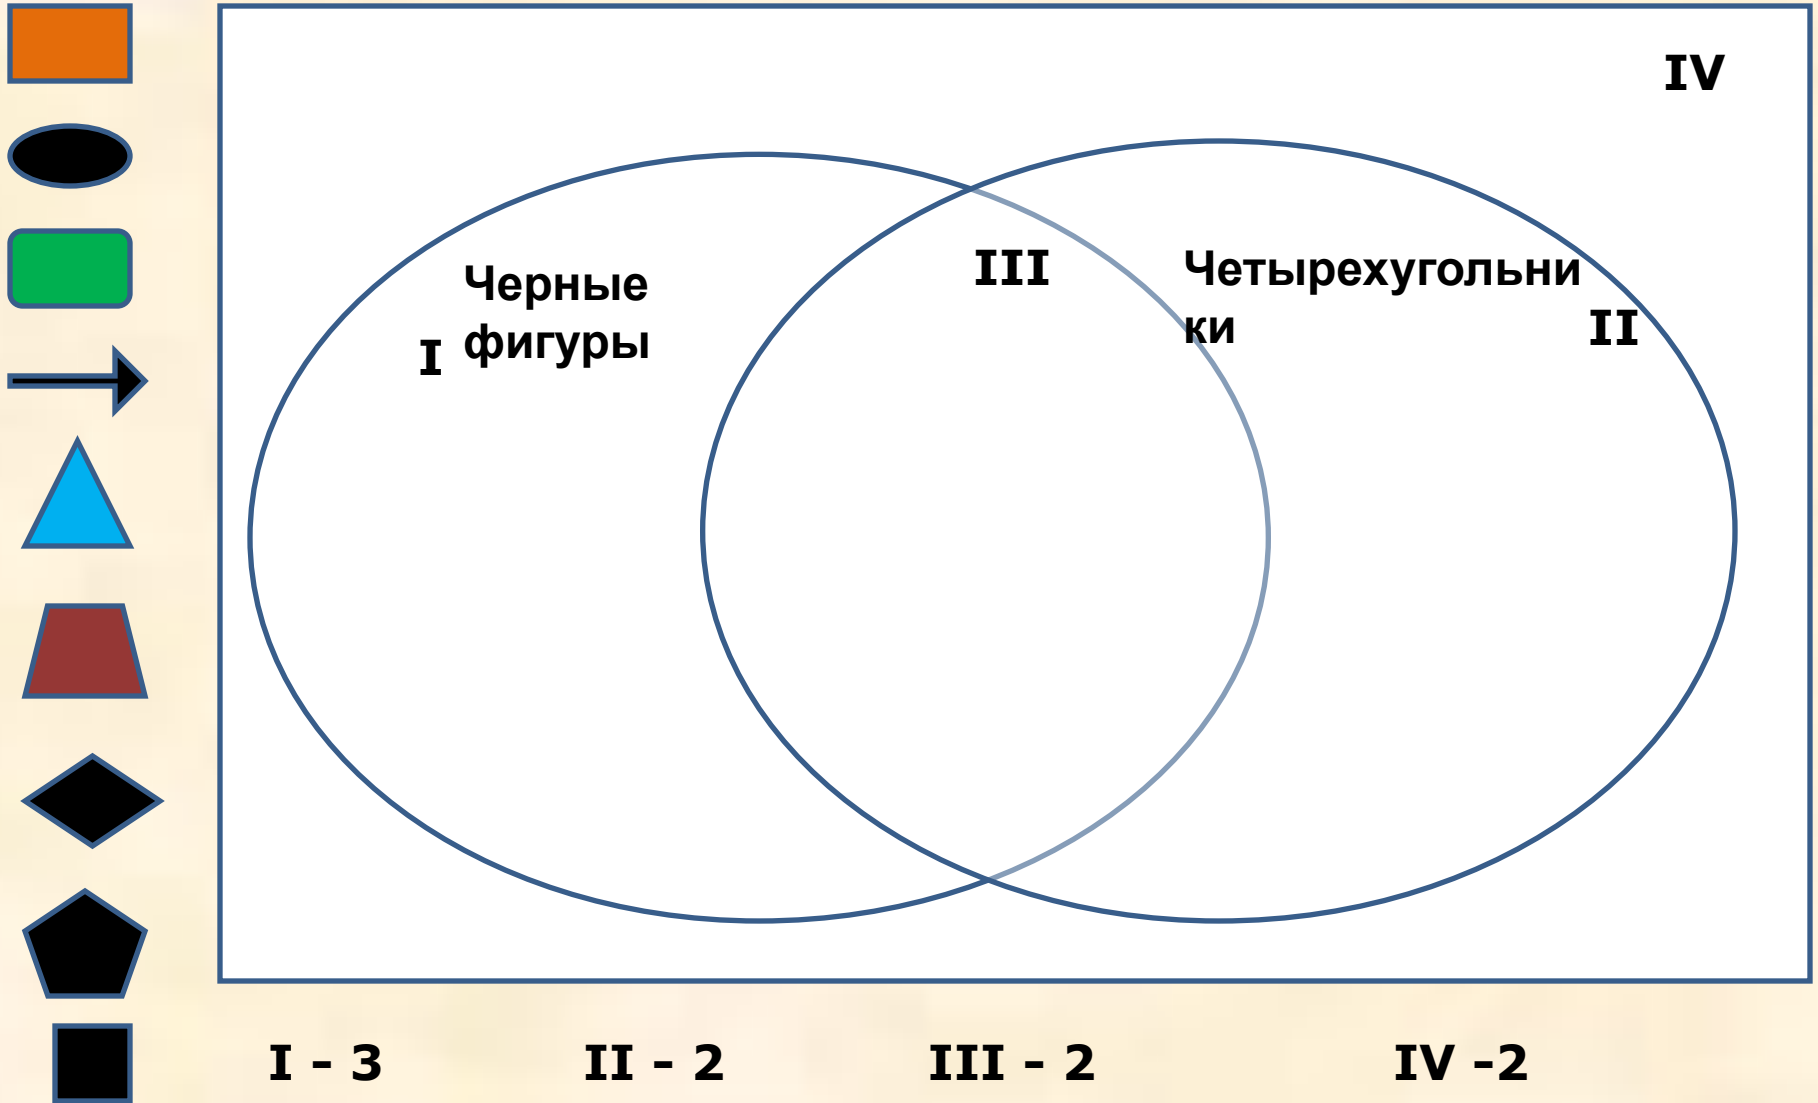 IV
Черные
фигуры
I
III
Четырехугольни
ки
II
I – 3
II – 2
III – 2
IV –2